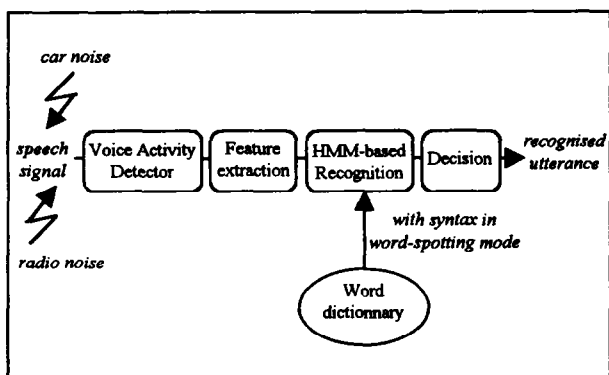 car noise
speech signal
Voice Activity
Detector
Feature
extraction
HMM-based
Recognition
Decision
recognised
utterance
radio noise
with syntax in
word-spotting mode
Word
dictionnary